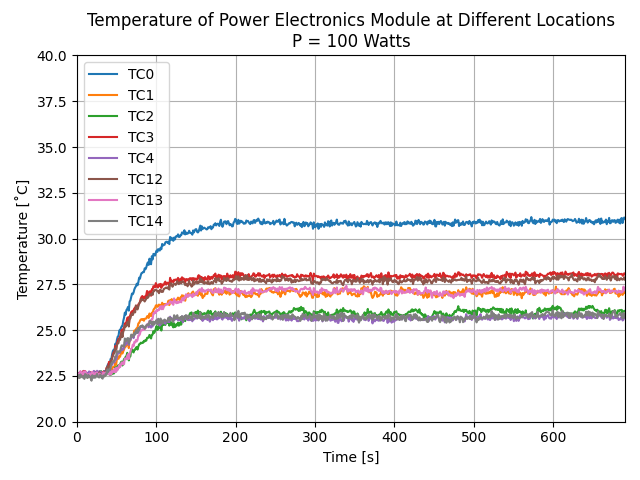 Temperature of Power Electronics Module at Different Locations
P = 100 Watts
40.0
37.5
35.0
32.5
30.0
27.5
25.0
22.5
20.0
Temperature [˚C]
TC0
TC1
TC2
TC3
TC4
TC12
TC13
TC14
0 100 200 300 400 500 600
Time [s]